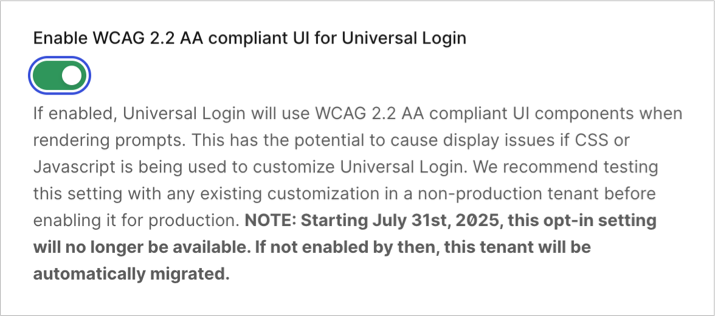 Enable WCAG 2.2 AA compliant UI for Universal Login
If enabled, Universal Login will use WCAG 2.2 AA compliant UI components when
rendering prompts. This has the potential to cause display issues if CSS or
Javascript is being used to customize Universal Login. We recommend testing
this setting with any existing customization in a non-production tenant before
enabling it for production. NOTE: Starting July 31st, 2025, this opt-in setting
will no longer be available. If not enabled by then, this tenant will be
automatically migrated.